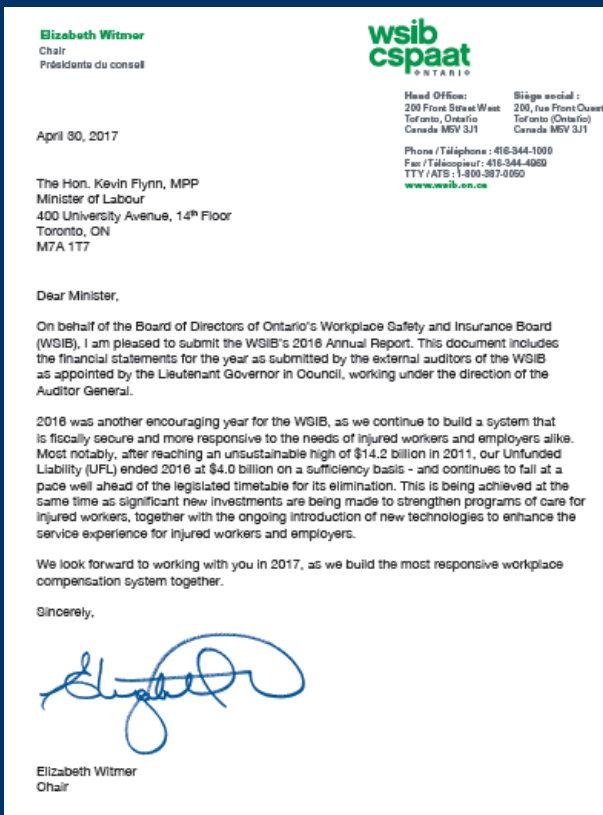 Elizabeth Witmer
Chair
Présidente du conseil
wsib
cspaat
ONTARIO
Head Office:
200 Front Street West
Toronto, Ontario
Canada M5V 3J1
Siège social :
200, rue Front Ouest
Toronto (Ontario)
Canada M5V 3J1
Phone / Téléphone : 416-344-1000
Fax / Télécopieur : 416-344-4999
TTY / ATS : 1-800-387-0050
www.wsib.on.ca
April 30, 2017
The Hon. Kevin Flynn, MPP
Minister of Labour
400 University Avenue, 14th Floor
Toronto, ON
M7A 1T7
Dear Minister,
On behalf of the Board of Directors of Ontario's Workplace Safety and Insurance Board
(WSIB), I am pleased to submit the WSIB's 2016 Annual Report. This document includes
the financial statements for the year as submitted by the external auditors of the WSIB
as appointed by the Lieutenant Governor in Council, working under the direction of the
Auditor General.
2016 was another encouraging year for the WSIB, as we continue to build a system that
is fiscally secure and more responsive to the needs of injured workers and employers alike.
Most notably, after reaching an unsustainable high of $14.2 billion in 2011, our Unfunded
Liability (UFL) ended 2016 at $4.0 billion on a sufficiency basis - and continues to fall at a
pace well ahead of the legislated timetable for its elimination. This is being achieved at the
same time as significant new investments are being made to strengthen programs of care for
injured workers, together with the ongoing introduction of new technologies to enhance the
service experience for injured workers and employers.
We look forward to working with you in 2017, as we build the most responsive workplace
compensation system together.
Sincerely,
Elizabeth Witmer
Chair